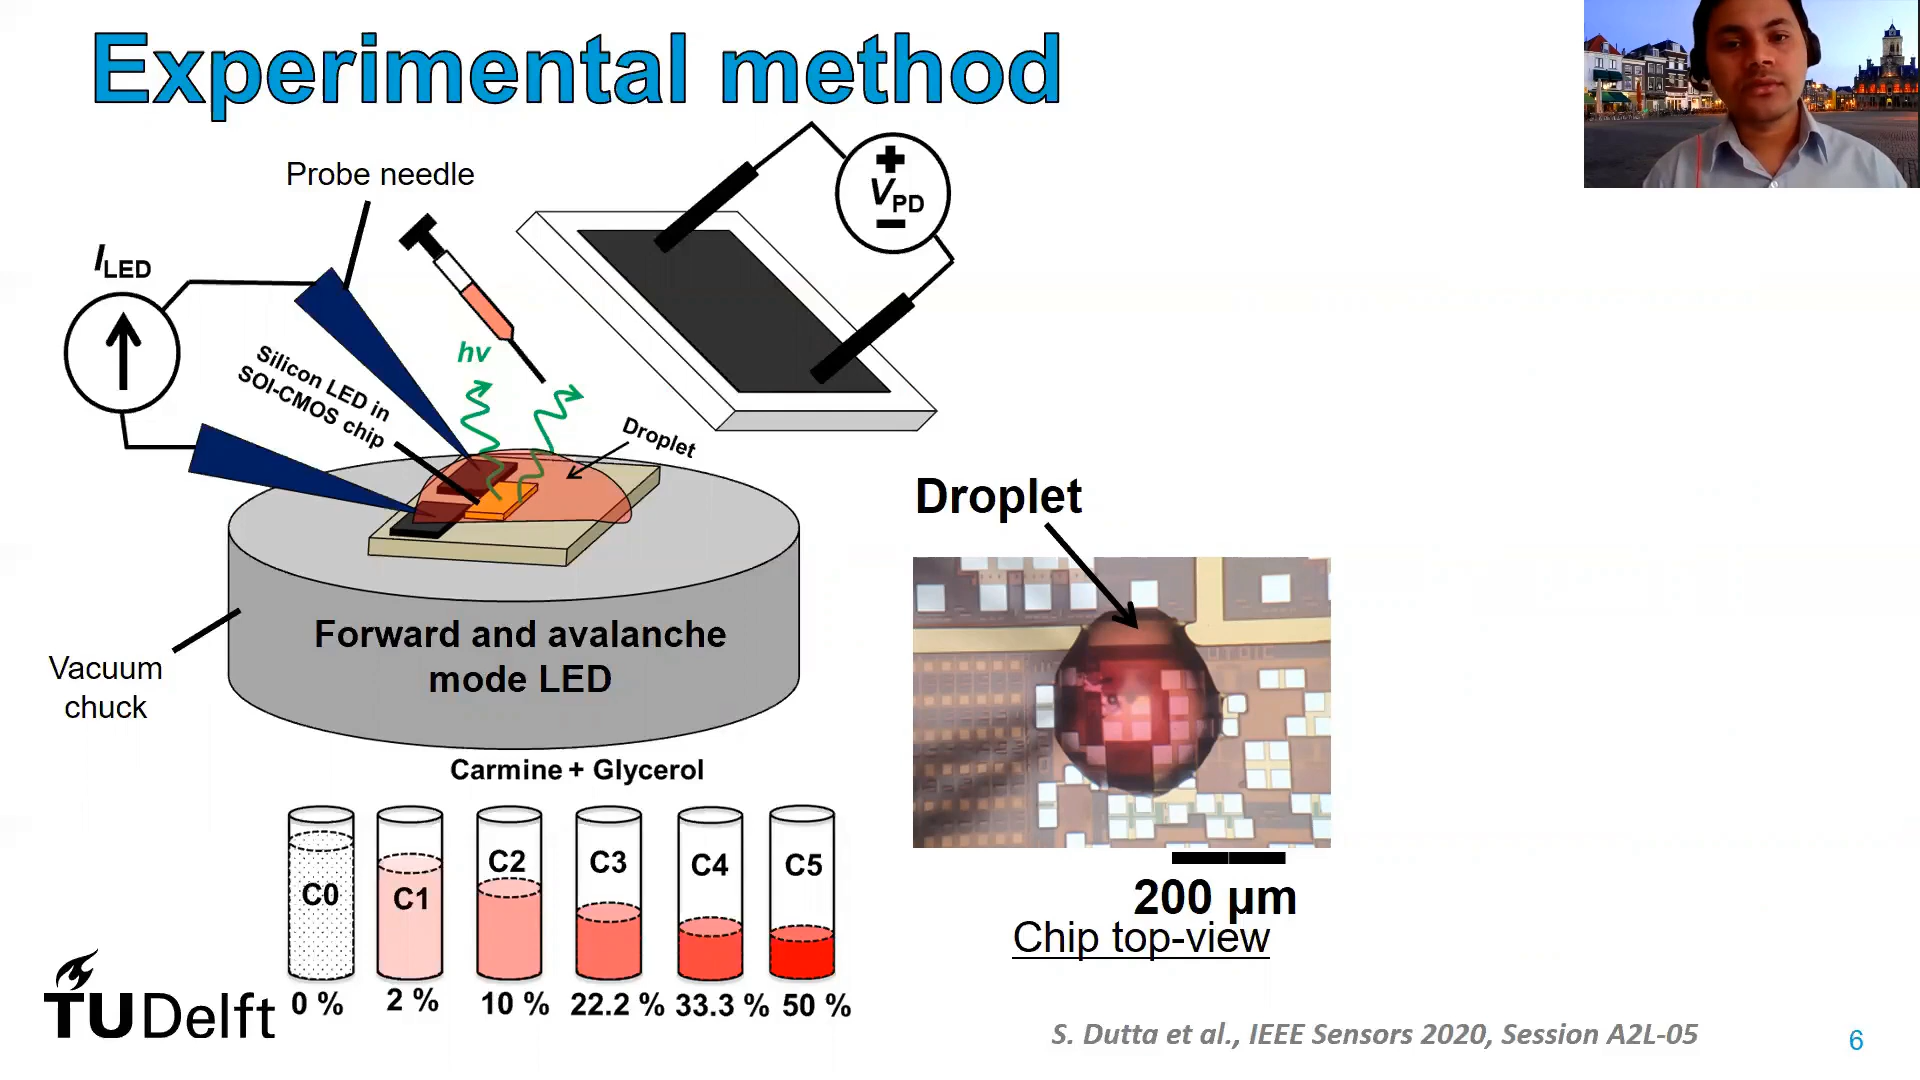 Experimental method
Probe needle
+
VPD
−
ILED
hν
Silicon LED in
SOI-CMOS chip
Droplet
Droplet
Forward and avalanche
mode LED
Vacuum
chuck
Carmine + Glycerol
C0
C1
C2
C3
C4
C5
0 %
2 %
10 %
22.2 %
33.3 %
50 %
200 µm
Chip top-view
TUDelft
S. Dutta et al., IEEE Sensors 2020, Session A2L-05
6